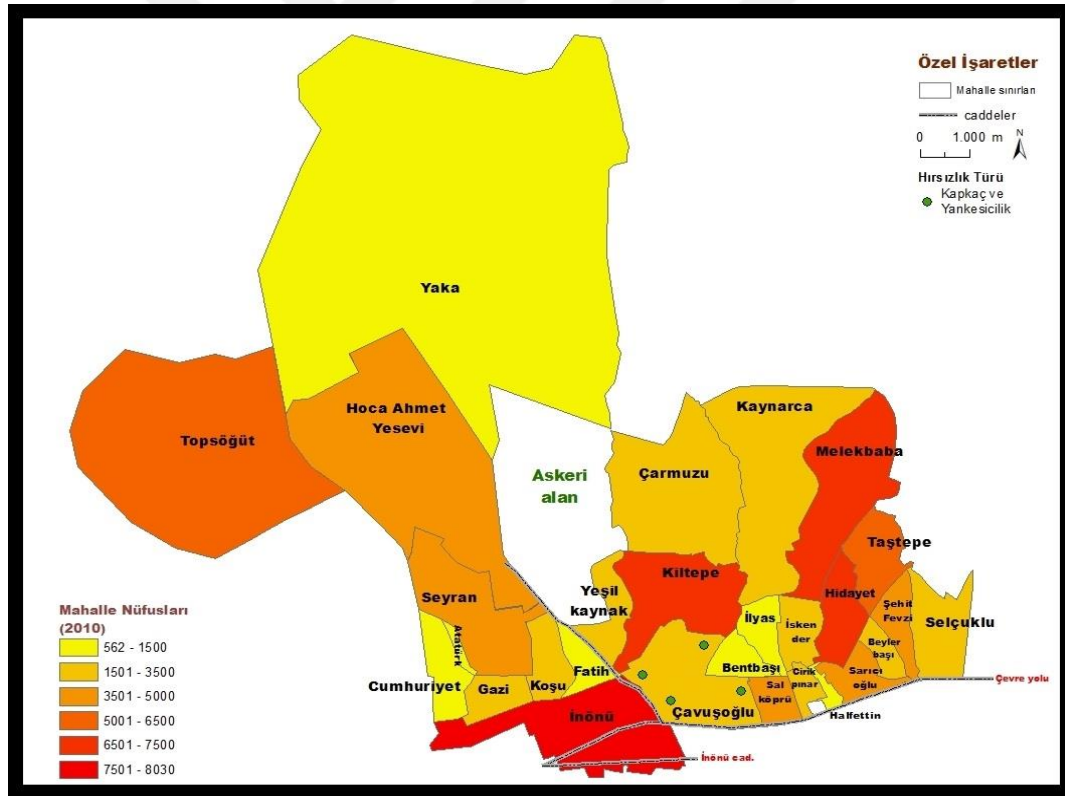 Özel İşaretler
Mahalle sınırları
caddeler
0 1.000 m N
Hırsızlık Türü
Kapkaç ve
Yankesicilik
Yaka
Topsöğüt
Hoca Ahmet
Yesevi
Askeri
alan
Kaynarca
Çarmuzu
Melekbaba
Taştepe
Kiltepe
Hidayet
Seyran
Yeşil
kaynak
İlyas
İsken
der
Şehit
Fevzi
Selçuklu
Beyler
başı
Atatürk
Fatih
Bentbaşı
Cirik
pınar
Sarıcı
oğlu
Cumhuriyet
Gazi
Koşu
Sal
köprü
Çavuşoğlu
İnönü
Halfettin
Çevre yolu
İnönü cad.
Mahalle Nüfusları
(2010)
562 - 1500
1501 - 3500
3501 - 5000
5001 - 6500
6501 - 7500
7501 - 8030